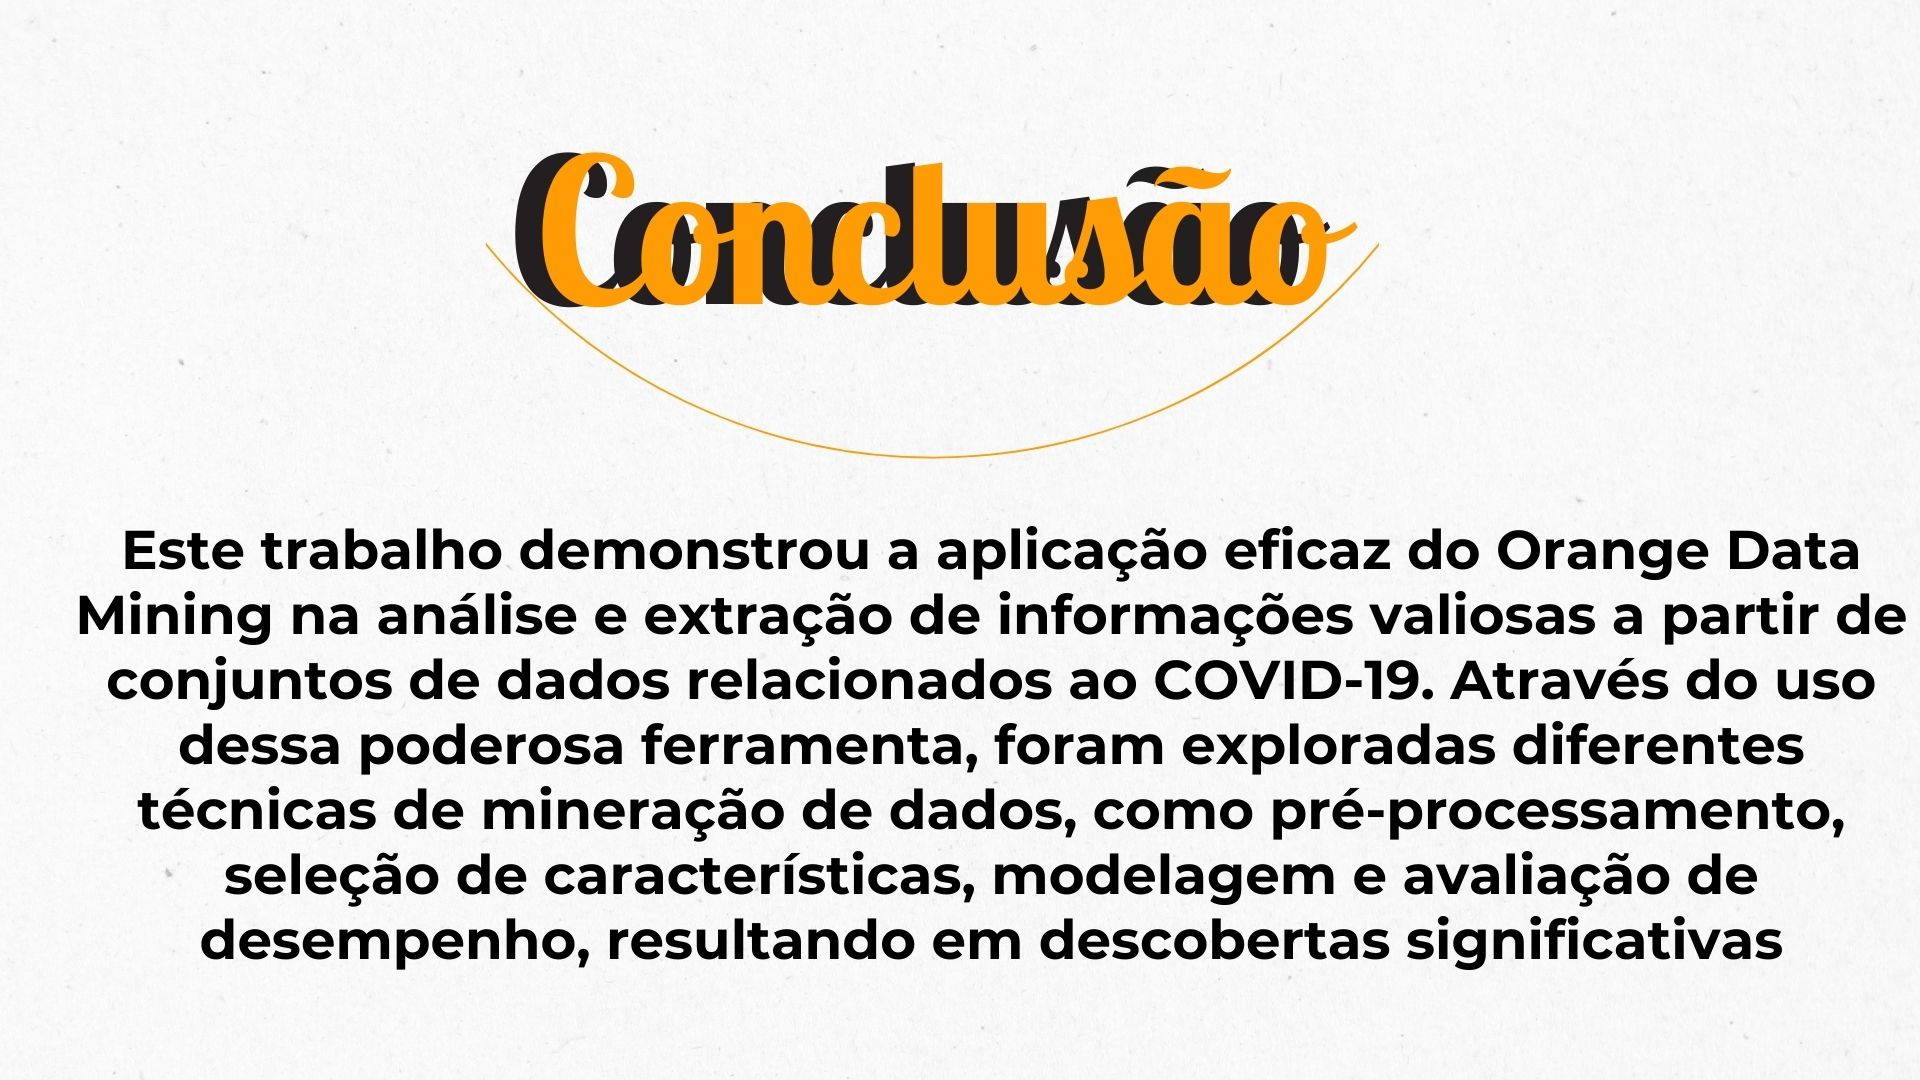 Conclusão
Este trabalho demonstrou a aplicação eficaz do Orange Data
Mining na análise e extração de informações valiosas a partir de
conjuntos de dados relacionados ao COVID-19. Através do uso
dessa poderosa ferramenta, foram exploradas diferentes
técnicas de mineração de dados, como pré-processamento,
seleção de características, modelagem e avaliação de
desempenho, resultando em descobertas significativas